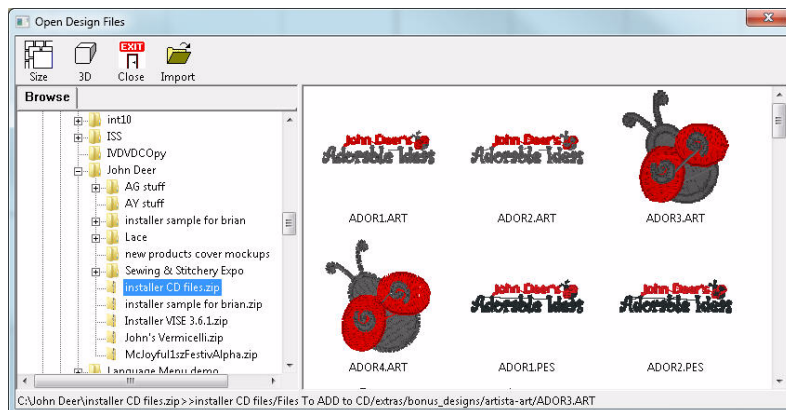 Open Design Files
Size 3D EXIT Close Import
Browse
int10
ISS
IVDVDCOpy
John Deer
AG stuff
AY stuff
installer sample for brian
Lace
new products cover mockups
Sewing & Stitchery Expo
installer CD files.zip
installer sample for brian.zip
Installer VISE 3.6.1.zip
John's Vermicelli.zip
McJoyful1szFestivAlpha.zip
Language Menu demo
John Deer's
Adorable Ideas
ADOR1.ART
John Deer's
Adorable Ideas
ADOR2.ART
ADOR3.ART
ADOR4.ART
John Deer's
Adorable Ideas
ADOR1.PES
John Deer's
Adorable Ideas
ADOR2.PES
C:\John Deer\installer CD files.zip>>installer CD files/Files To ADD to CD/extras/bonus_designs/artista-art/ADOR3.ART